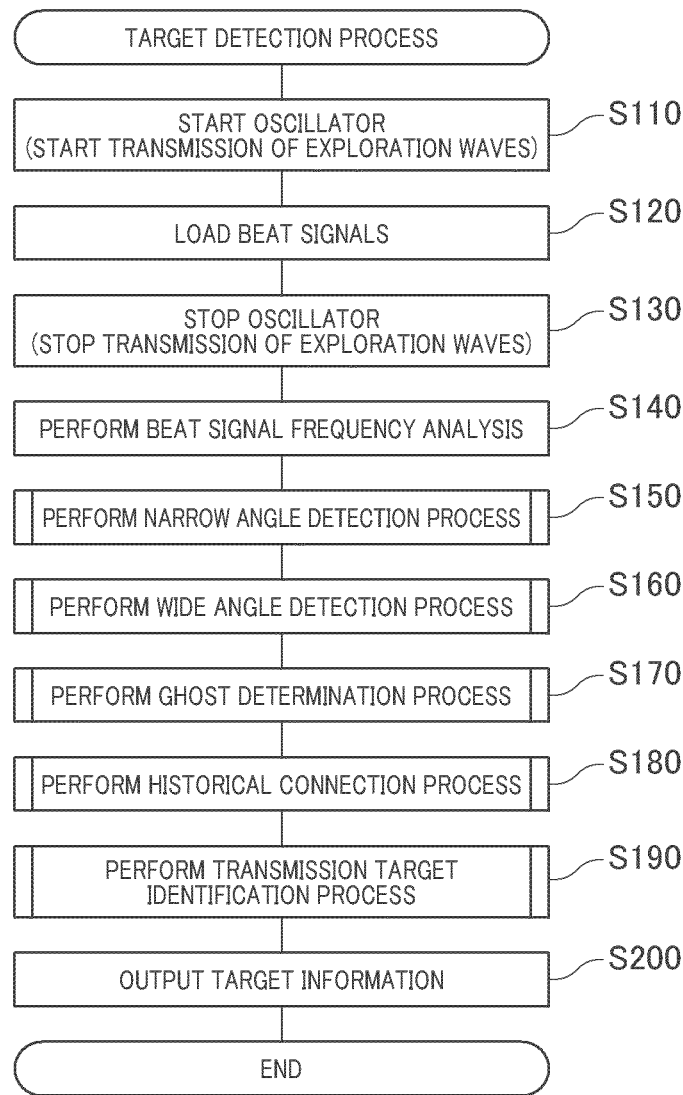 TARGET DETECTION PROCESS
START OSCILLATOR
(START TRANSMISSION OF EXPLORATION WAVES)
S110
LOAD BEAT SIGNALS
S120
STOP OSCILLATOR
(STOP TRANSMISSION OF EXPLORATION WAVES)
S130
PERFORM BEAT SIGNAL FREQUENCY ANALYSIS
S140
PERFORM NARROW ANGLE DETECTION PROCESS
S150
PERFORM WIDE ANGLE DETECTION PROCESS
S160
PERFORM GHOST DETERMINATION PROCESS
S170
PERFORM HISTORICAL CONNECTION PROCESS
S180
PERFORM TRANSMISSION TARGET
IDENTIFICATION PROCESS
S190
OUTPUT TARGET INFORMATION
S200
END